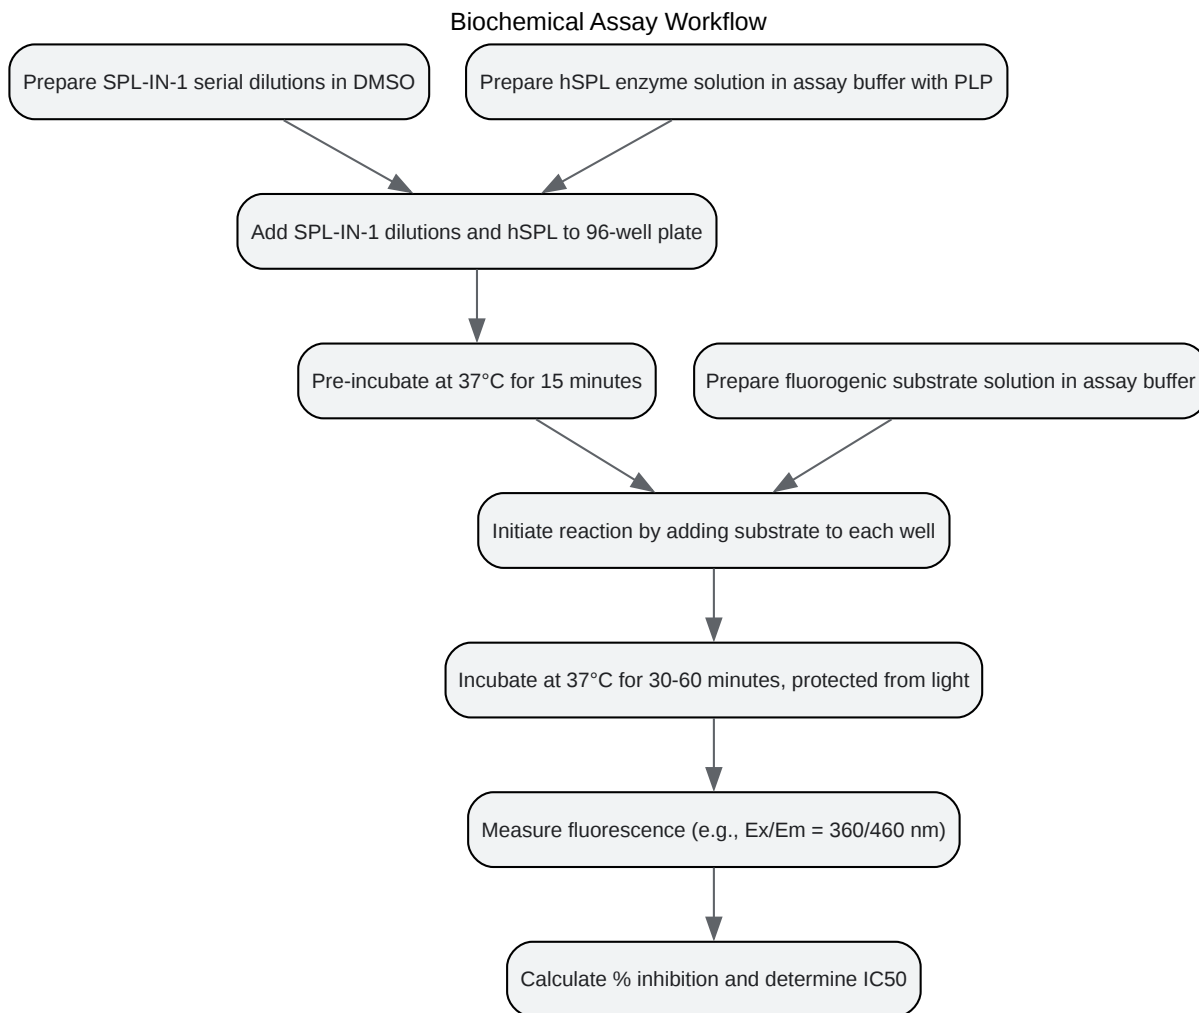 Biochemical Assay Workflow
Prepare SPL-IN-1 serial dilutions in DMSO
Prepare hSPL enzyme solution in assay buffer with PLP
Add SPL-IN-1 dilutions and hSPL to 96-well plate
Pre-incubate at 37°C for 15 minutes
Prepare fluorogenic substrate solution in assay buffer
Initiate reaction by adding substrate to each well
Incubate at 37°C for 30-60 minutes, protected from light
Measure fluorescence (e.g., Ex/Em = 360/460 nm)
Calculate % inhibition and determine IC50